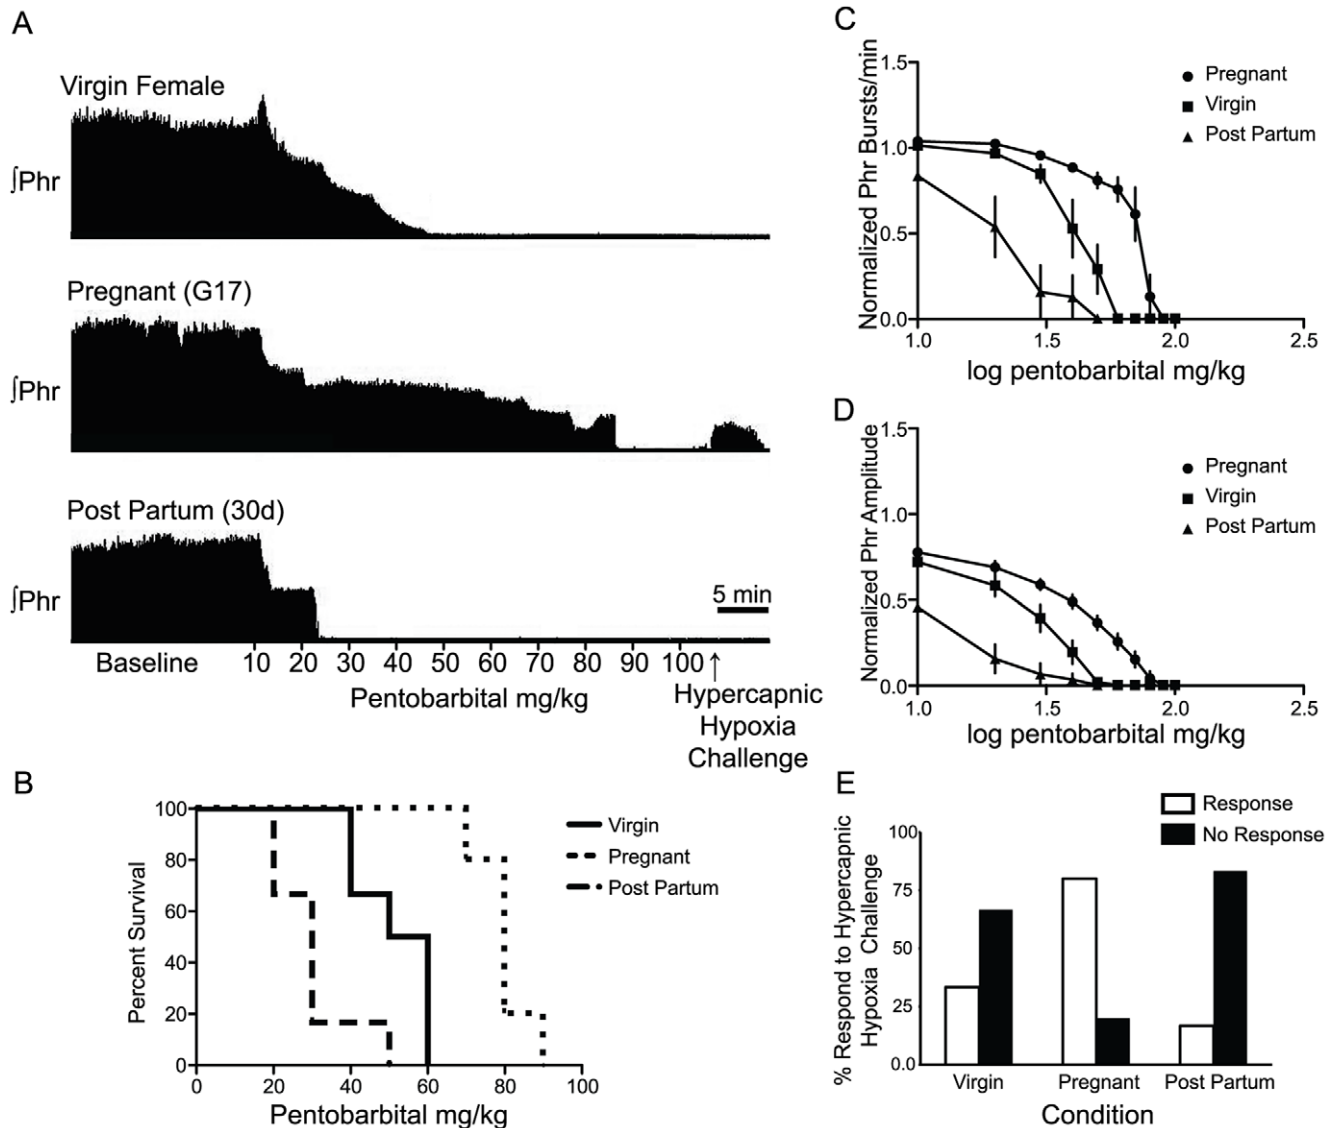 A
Virgin Female
∫Phr
Pregnant (G17)
∫Phr
Post Partum (30d)
∫Phr
5 min
Baseline 10 20 30 40 50 60 70 80 90 100
Pentobarbital mg/kg
Hypercapnic
Hypoxia
Challenge
B
Percent Survival
100
80
60
40
20
0
0 20 40 60 80 100
Pentobarbital mg/kg
Virgin
Pregnant
Post Partum
C
Normalized Phr Bursts/min
1.5
1.0
0.5
0.0
1.0 1.5 2.0 2.5
log pentobarbital mg/kg
Pregnant
Virgin
Post Partum
D
Normalized Phr Amplitude
1.5
1.0
0.5
0.0
1.0 1.5 2.0 2.5
log pentobarbital mg/kg
Pregnant
Virgin
Post Partum
E
% Respond to Hypercapnic
Hypoxia Challenge
100
75
50
25
0.0
Response
No Response
Virgin Pregnant Post Partum
Condition